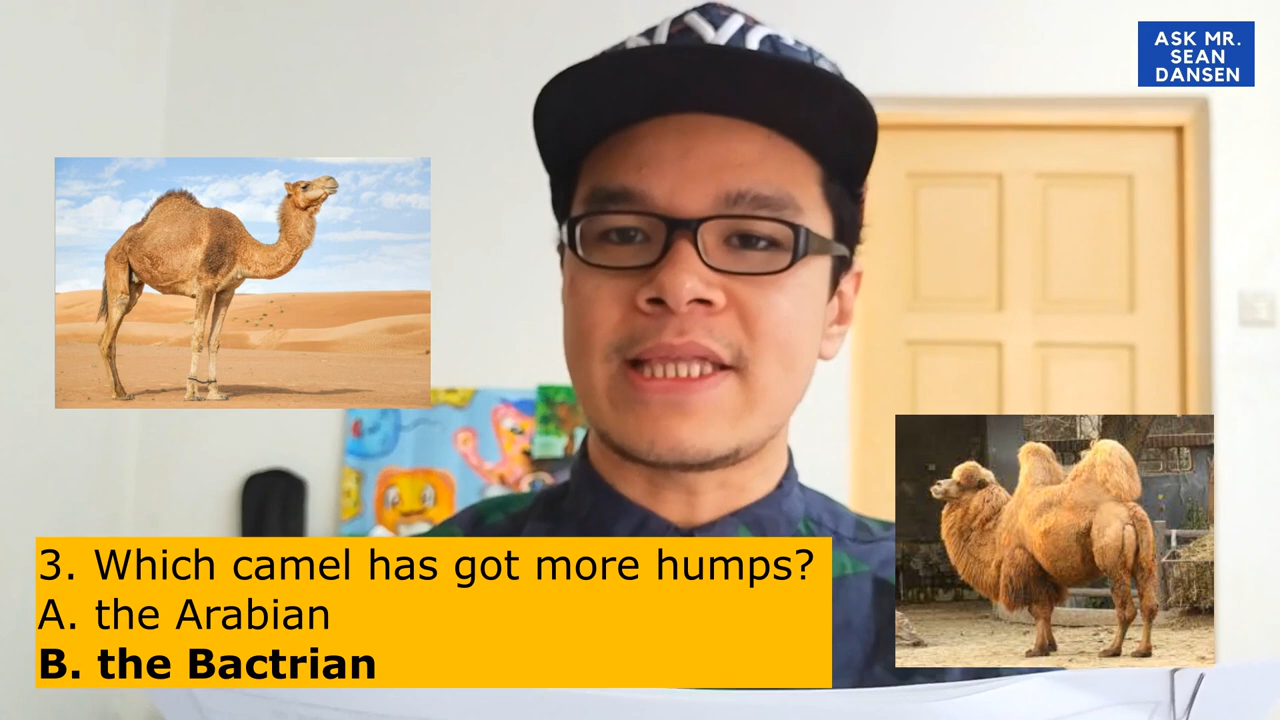 ASK MR.
SEAN
DANSEN
3. Which camel has got more humps?
A. the Arabian
B. the Bactrian